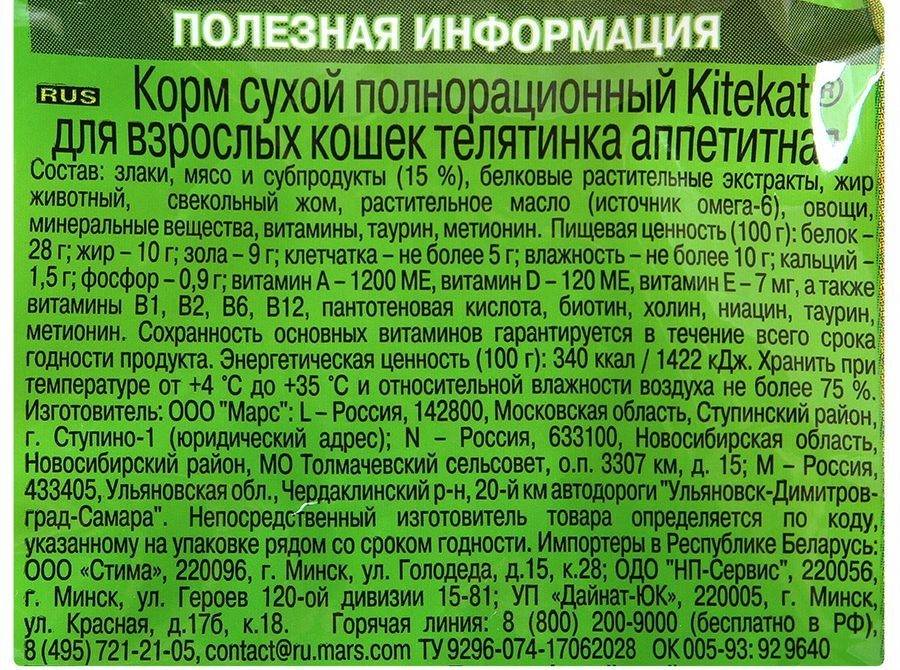 ПОЛЕЗНАЯ ИНФОРМАЦИЯ
RUS Корм сухой полнорационный Kitekat®
для взрослых кошек телятинка аппетитная.
Состав: злаки, мясо и субпродукты (15 %), белковые растительные экстракты, жир
животный, свекольный жом, растительное масло (источник омега-6), овощи,
минеральные вещества, витамины, таурин, метионин. Пищевая ценность (100 г): белок –
28 г; жир – 10 г; зола – 9 г; клетчатка – не более 5 г; влажность – не более 10 г; кальций –
1,5 г; фосфор – 0,9 г; витамин А – 1200 МЕ, витамин D – 120 МЕ, витамин Е – 7 мг, а также
витамины В1, В2, В6, В12, пантотеновая кислота, биотин, холин, ниацин, таурин,
метионин. Сохранность основных витаминов гарантируется в течение всего срока
годности продукта. Энергетическая ценность (100 г): 340 ккал / 1422 кДж. Хранить при
температуре от +4 °С до +35 °С и относительной влажности воздуха не более 75 %.
Изготовитель: ООО "Марс": L – Россия, 142800, Московская область, Ступинский район,
г. Ступино-1 (юридический адрес); N – Россия, 633100, Новосибирская область,
Новосибирский район, МО Толмачевский сельсовет, о.п. 3307 км, д. 15; М – Россия,
433405, Ульяновская обл., Чердаклинский р-н, 20-й км автодороги "Ульяновск-Димитров-
град-Самара". Непосредственный изготовитель товара определяется по коду,
указанному на упаковке рядом со сроком годности. Импортеры в Республике Беларусь:
ООО «Стима», 220096, г. Минск, ул. Голодеда, д.15, к.28; ОДО "НП-Сервис", 220056,
г. Минск, ул. Героев 120-ой дивизии 15-81; УП «Дайнат-ЮК», 220005, г. Минск,
ул. Красная, д.17б, к.18. Горячая линия: 8 (800) 200-9000 (бесплатно в РФ),
8 (495) 721-21-05, contact@ru.mars.com ТУ 9296-074-17062028 ОК 005-93: 92 9640